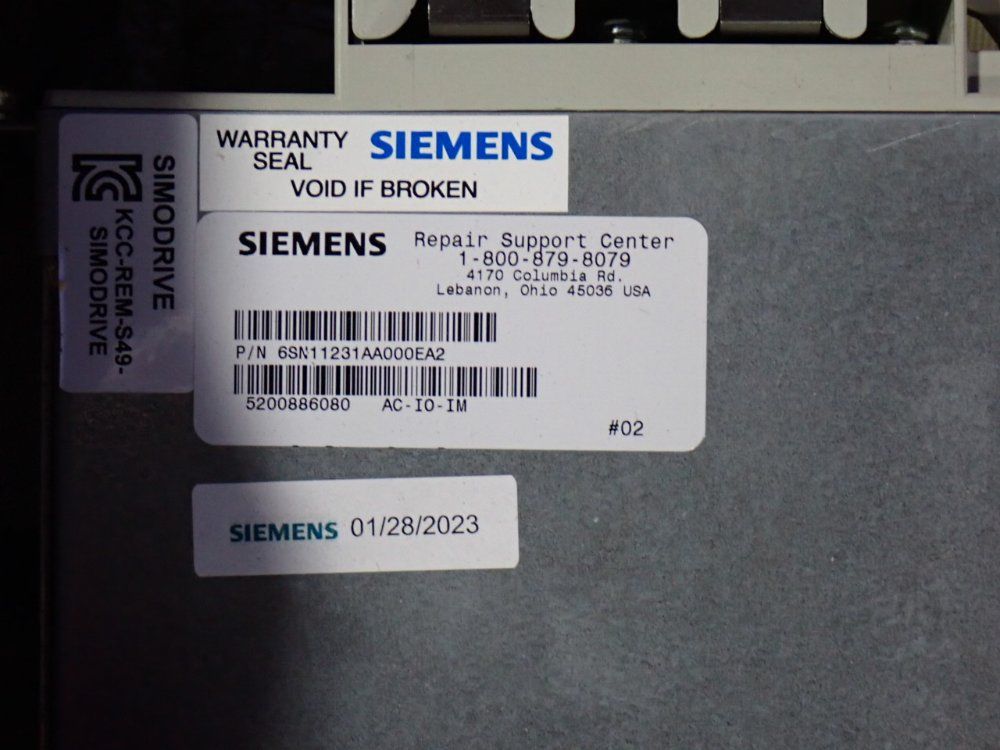 WARRANTY SIEMENS
SEAL
VOID IF BROKEN
SIMODRIVE
KCC-REM-S49-
SIMODRIVE
SIEMENS Repair Support Center
1-800-879-8079
4170 Columbia Rd.
Lebanon, Ohio 45036 USA
P/N 6SN11231AA000EA2
5200886080 AC-IO-IM
#02
SIEMENS 01/28/2023